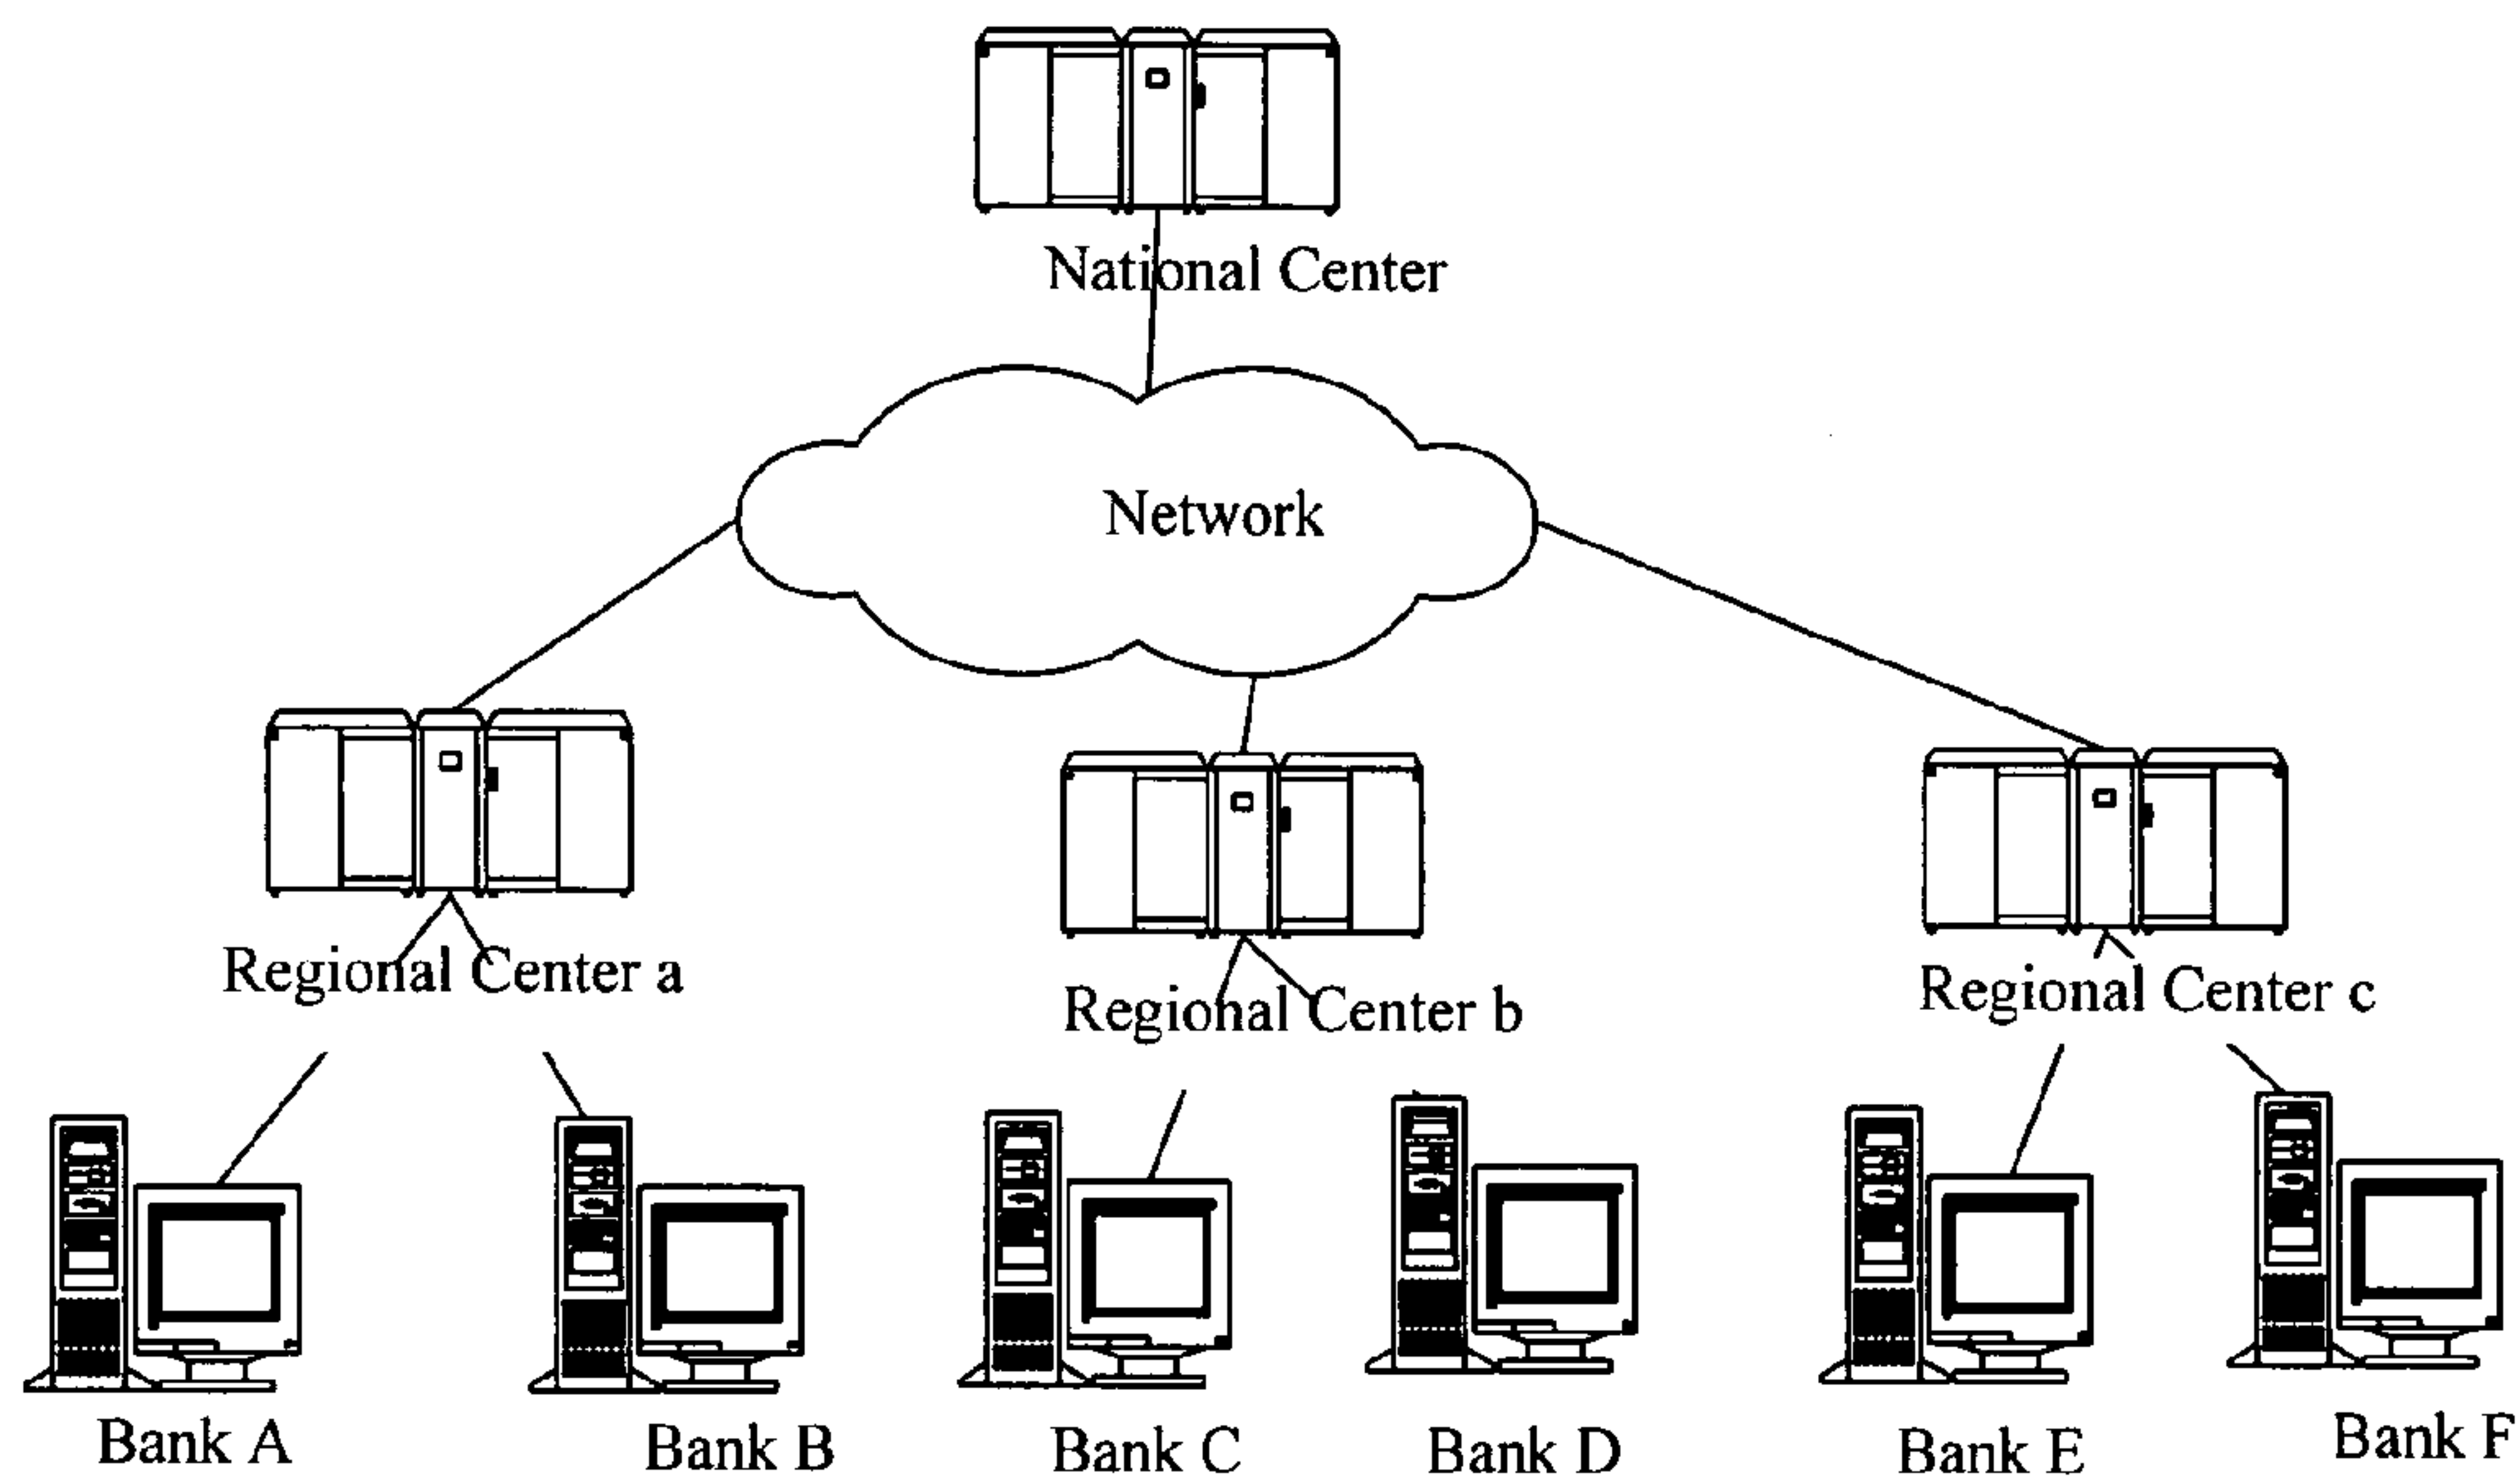 National Center
Network
Regional Center a
Regional Center b
Regional Center c
Bank A
Bank B
Bank C
Bank D
Bank E
Bank F